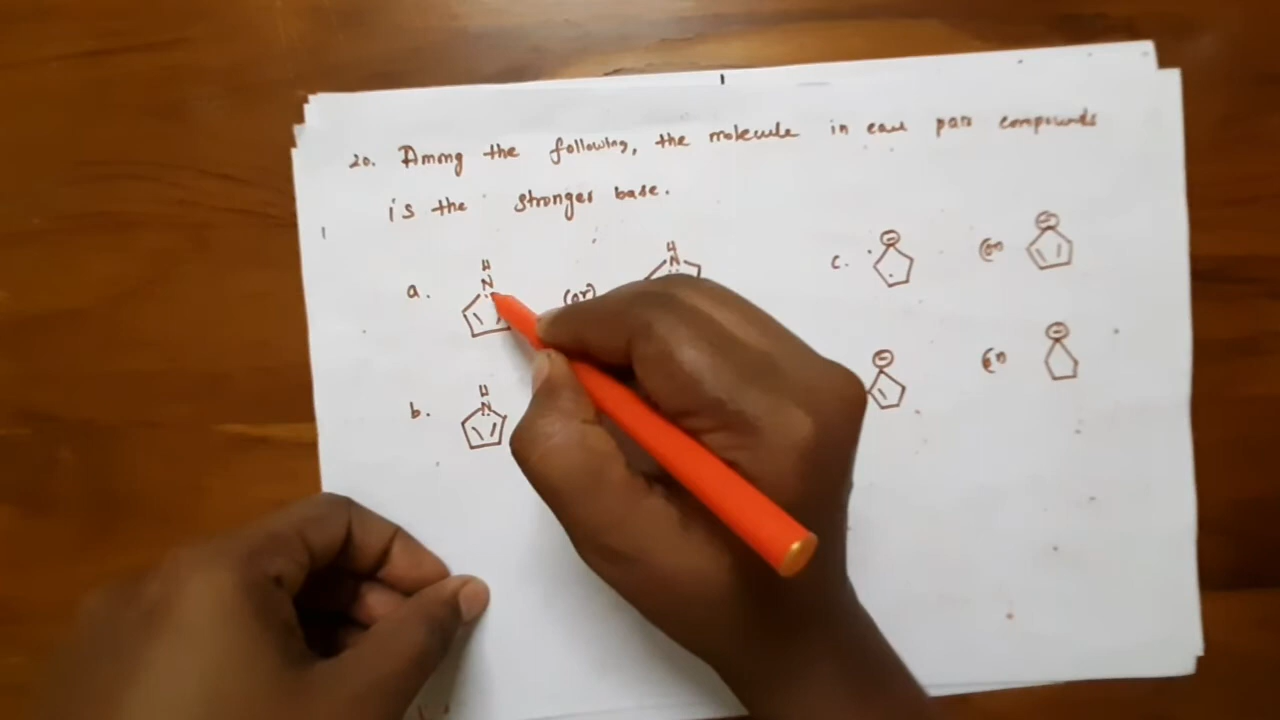 20. Among the following, the molecule in each pair compounds
is the stronger base.
a. H N (or) H N
b. H N
c. (or)
(or)